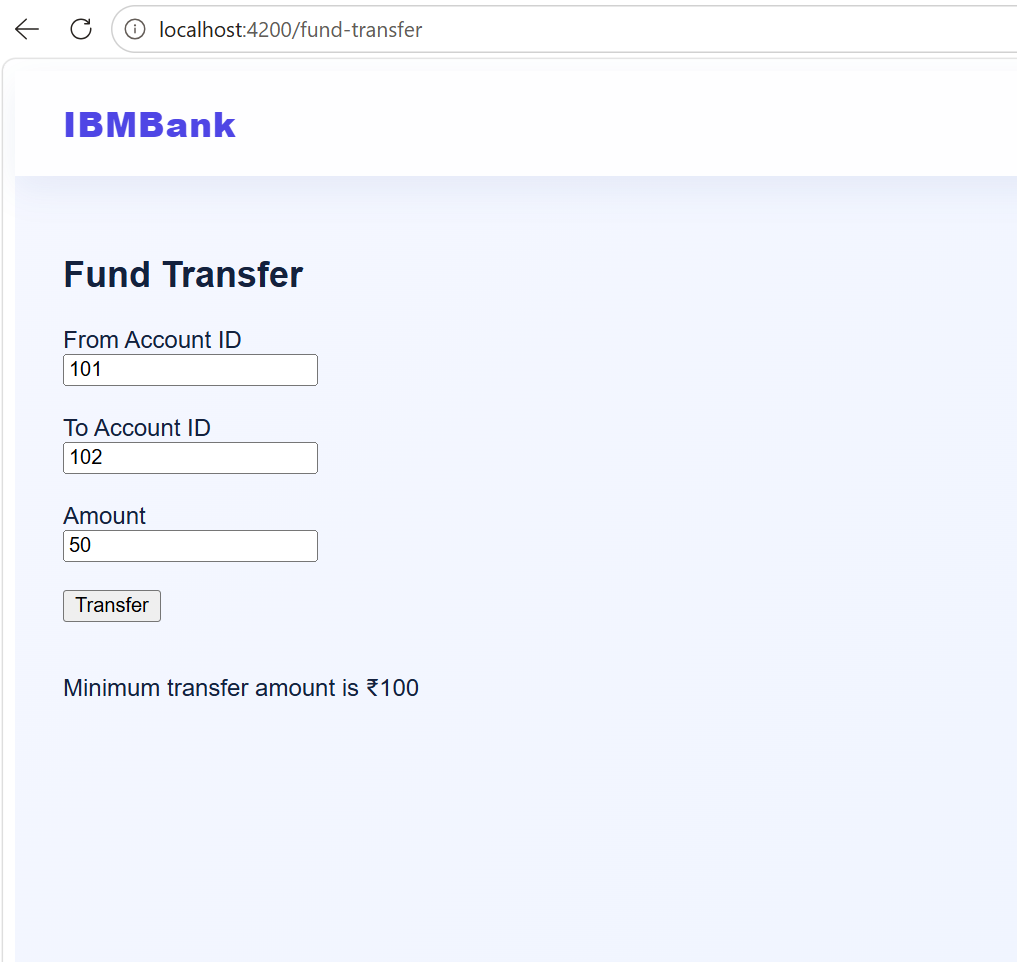 localhost:4200/fund-transfer
IBMBank
Fund Transfer
From Account ID
101
To Account ID
102
Amount
50
Transfer
Minimum transfer amount is ₹100